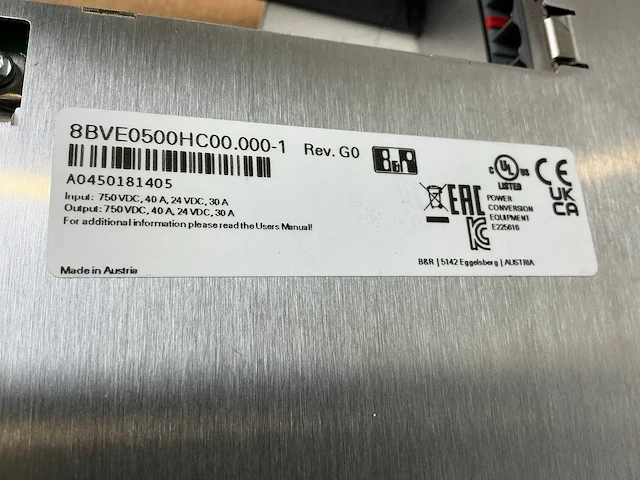 8BVE0500HC00.000-1 Rev. G0 B&R
A0450181405
Input: 750 VDC, 40 A, 24 VDC, 30 A
Output: 750 VDC, 40 A, 24 VDC, 30 A
For additional information please read the Users Manual!
Made in Austria
C UL US
LISTED
CE
UK
CA
EAC
POWER
CONVERSION
EQUIPMENT
E225616
B&R | 5142 Eggelsberg | AUSTRIA